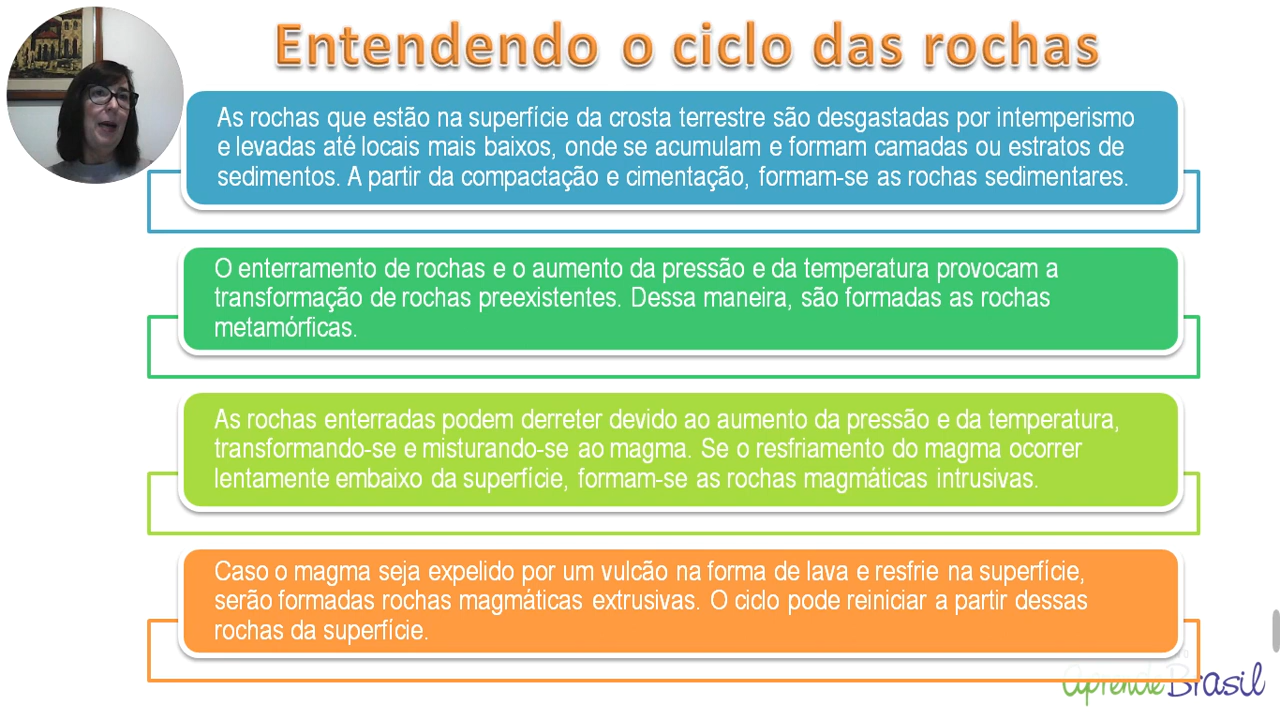 Entendendo o ciclo das rochas
As rochas que estão na superfície da crosta terrestre são desgastadas por intemperismo
e levadas até locais mais baixos, onde se acumulam e formam camadas ou estratos de
sedimentos. A partir da compactação e cimentação, formam-se as rochas sedimentares.
O enterramento de rochas e o aumento da pressão e da temperatura provocam a
transformação de rochas preexistentes. Dessa maneira, são formadas as rochas
metamórficas.
As rochas enterradas podem derreter devido ao aumento da pressão e da temperatura,
transformando-se e misturando-se ao magma. Se o resfriamento do magma ocorrer
lentamente embaixo da superfície, formam-se as rochas magmáticas intrusivas.
Caso o magma seja expelido por um vulcão na forma de lava e resfrie na superfície,
serão formadas rochas magmáticas extrusivas. O ciclo pode reiniciar a partir dessas
rochas da superfície.
aprende Brasil